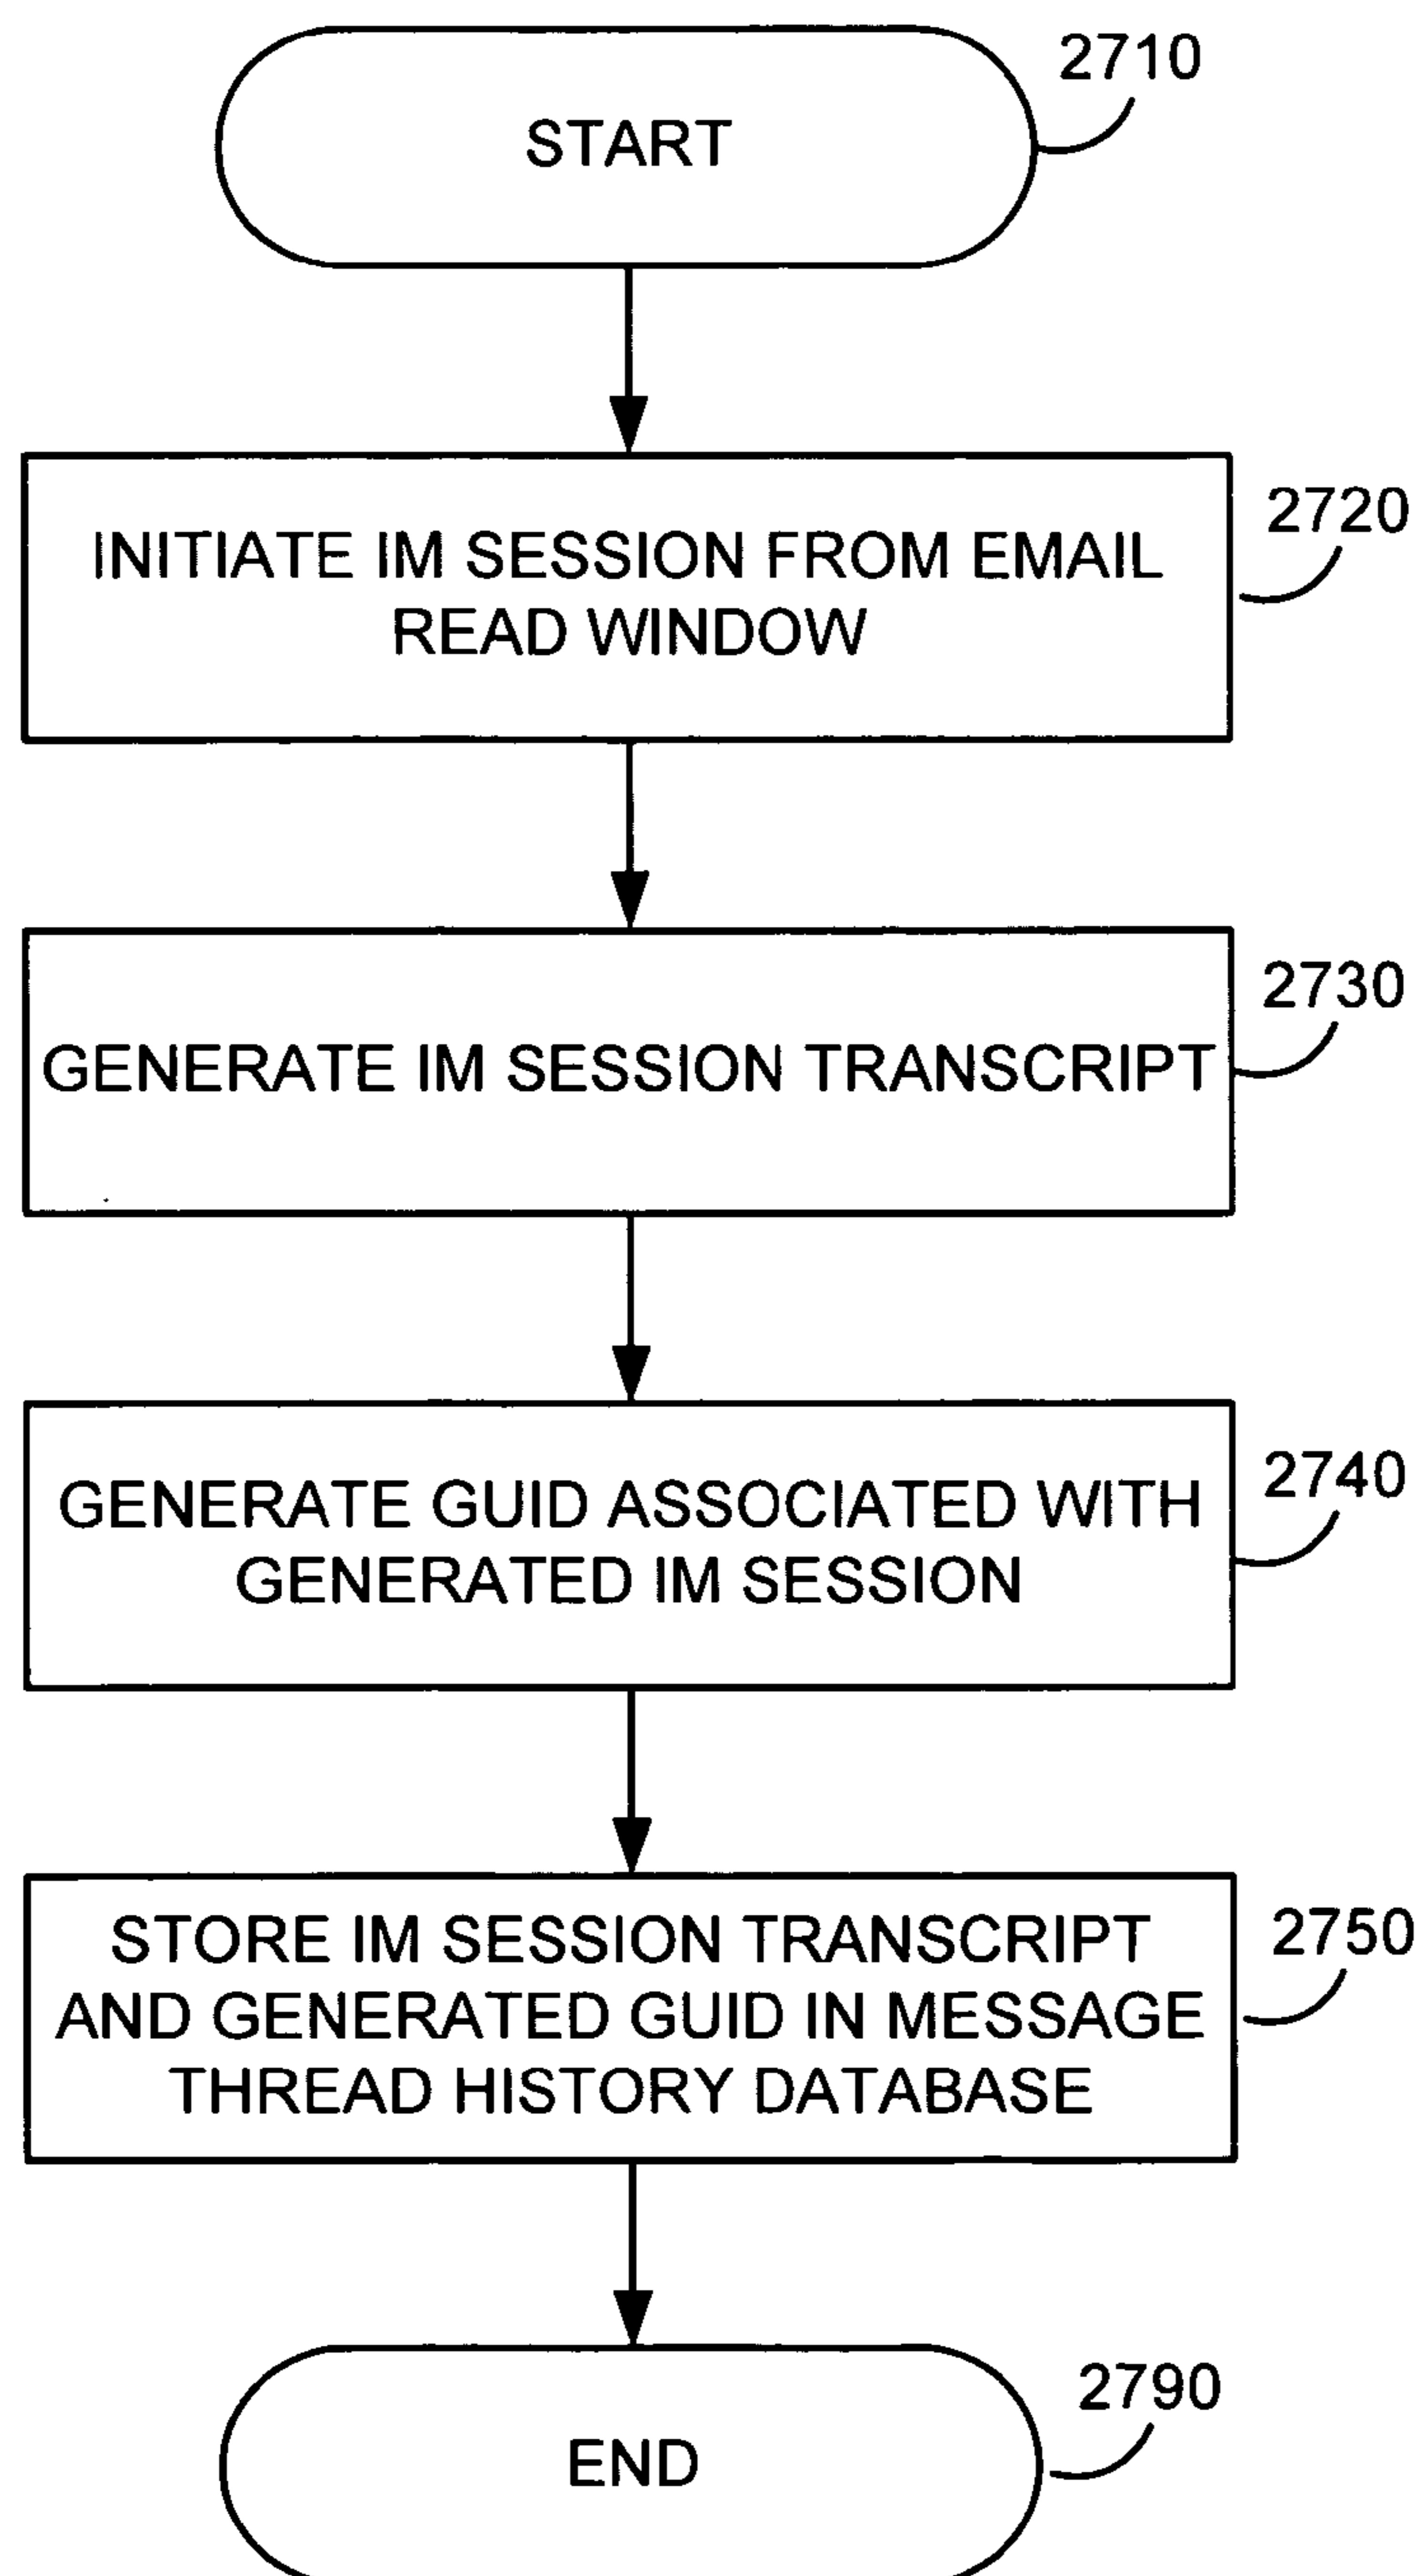 2710
START
2720
INITIATE IM SESSION FROM EMAIL
READ WINDOW
2730
GENERATE IM SESSION TRANSCRIPT
2740
GENERATE GUID ASSOCIATED WITH
GENERATED IM SESSION
2750
STORE IM SESSION TRANSCRIPT
AND GENERATED GUID IN MESSAGE
THREAD HISTORY DATABASE
2790
END